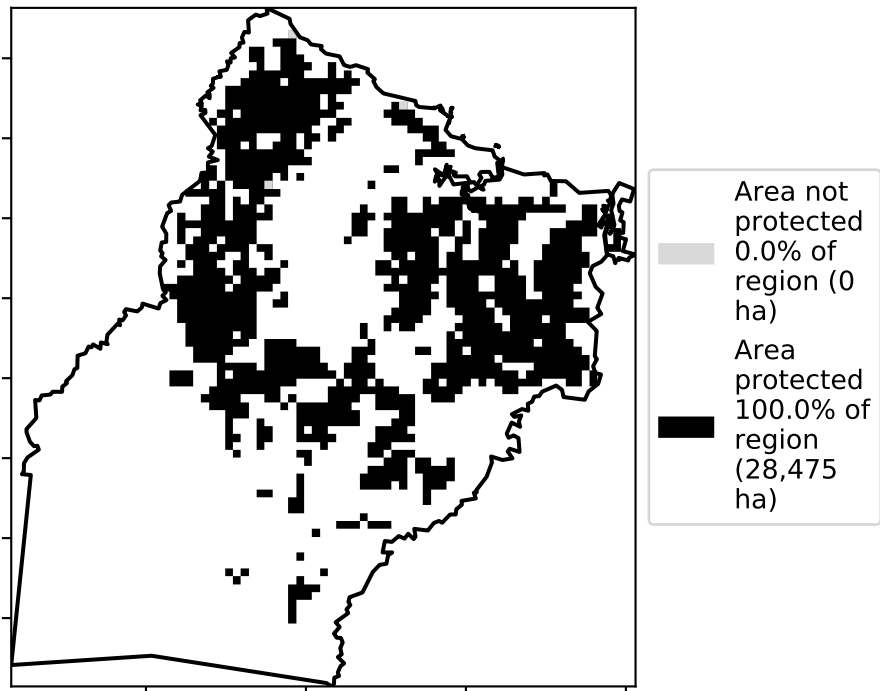 Area not
protected
0.0% of
region (0
ha)
Area
protected
100.0% of
region
(28,475
ha)